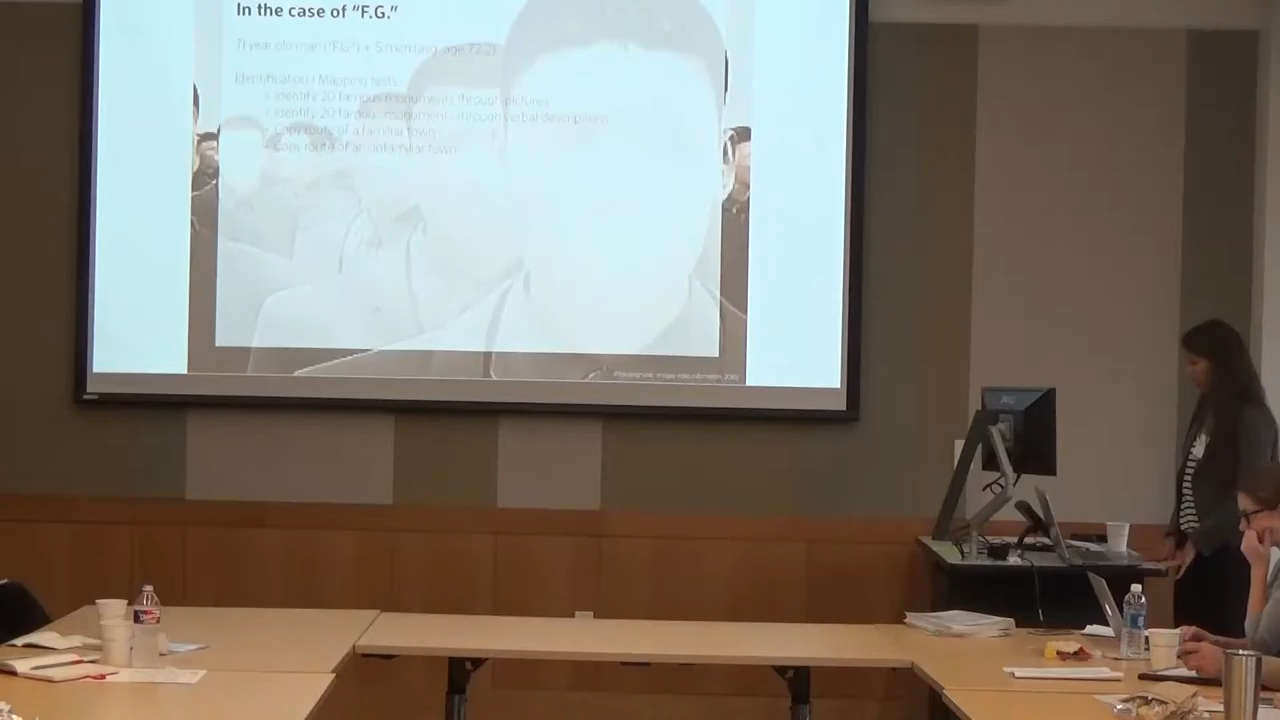 In the case of “F.G.”
71 year old man ("F.G") + 5 men (avg. age 72.2)
Identification / Mapping tests
Identify 20 famous monuments through pictures
Identify 20 famous monuments through verbal descriptions
Copy route of a familiar town
Copy route of an unfamiliar town